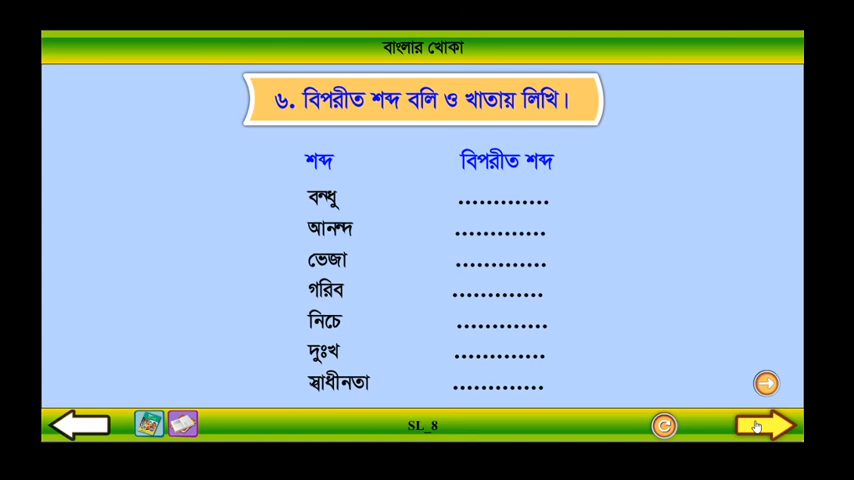 বাংলার খোকা
৬. বিপরীত শব্দ বলি ও খাতায় লিখি।
শব্দ বিপরীত শব্দ
বন্ধু .............
আনন্দ .............
ভেজা .............
গরিব .............
নিচে .............
দুঃখ .............
স্বাধীনতা .............
SL_8